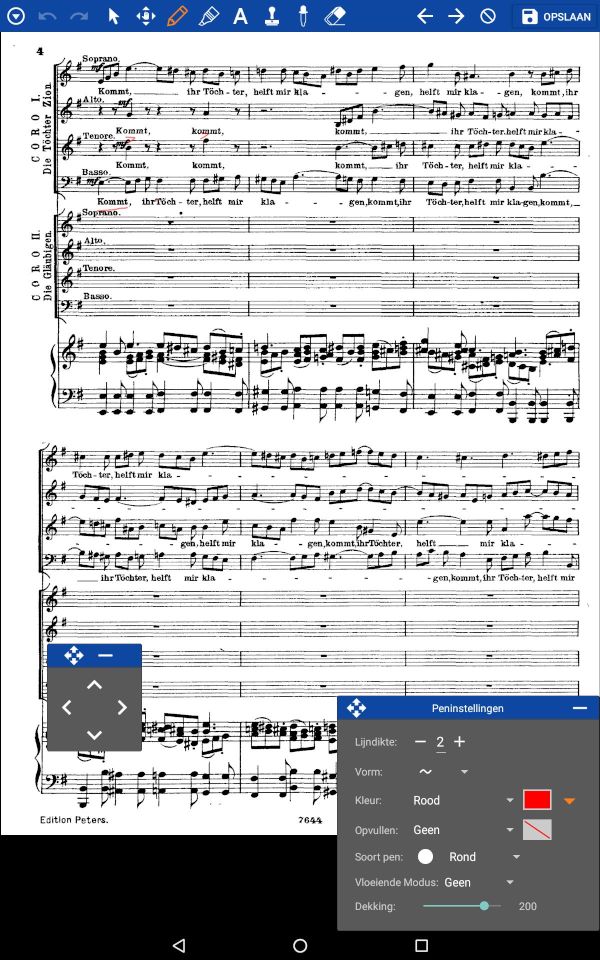 OPSLAAN
4
CORO I.
Die Töchter Zion
Soprano.
mf
Kommt, ihr Töch-ter, helft mir kla- - - - gen, helft mir kla-gen, kommt, ihr
Alto.
mf
Kommt, kommt, kommt, ihr Töch-ter, helft mir kla-
Tenore.
mf
Kommt, kommt, kommt, ihr Töch-ter, helft mir kla-
Basso.
mf
Kommt, ihr Töch-ter, helft mir kla- - - - gen, kommt, ihr Töch-ter, helft mir kla-gen, kommt,
CORO II.
Die Gläubigen.
Soprano.
Alto.
Tenore.
Basso.
Töch-ter, helft mir kla- - - -
gen, helft mir kla- - gen, kommt, ihr Töchter, helft mir kla-
ihr Töchter, helft mir kla- - - - gen, kommt, ihr Töch-ter, helft mir
Edition Peters.
7644
Peninstellingen
Lijndikte: 2
Vorm:
Kleur: Rood
Opvullen: Geen
Soort pen: Rond
Vloeiende Modus: Geen
Dekking: 200